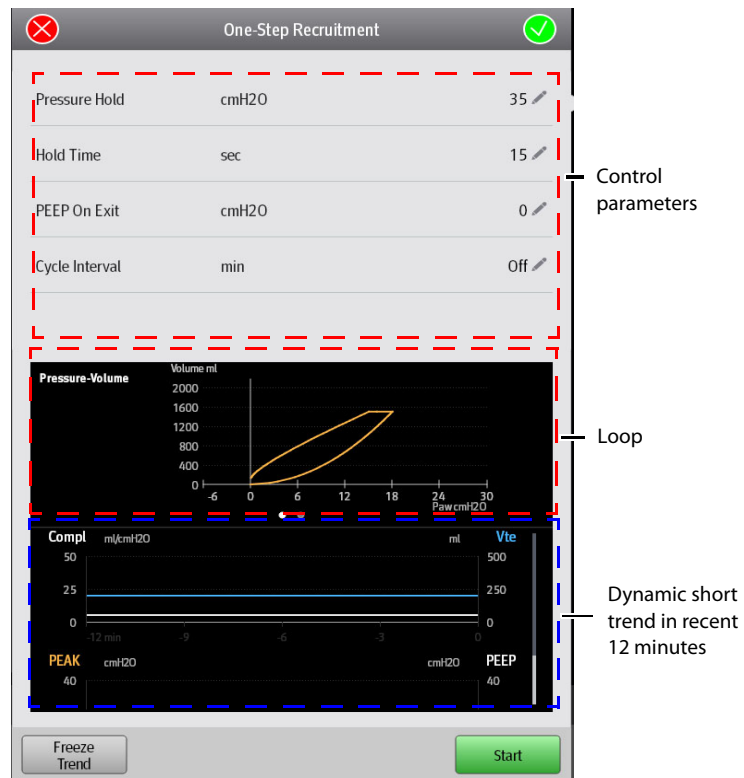 One-Step Recruitment
Pressure Hold cmH2O 35
Hold Time sec 15
PEEP On Exit cmH2O 0
Cycle Interval min Off
Control
parameters
Pressure-Volume
Volume ml
2000
1600
1200
800
400
0
-6 0 6 12 18 24 30
Paw cmH2O
Loop
Compl ml/cmH2O ml Vte
50 500
25 250
0 0
-12 min -9 -6 -3 0
PEAK cmH2O cmH2O PEEP
40 40
Dynamic short
trend in recent
12 minutes
Freeze
Trend
Start